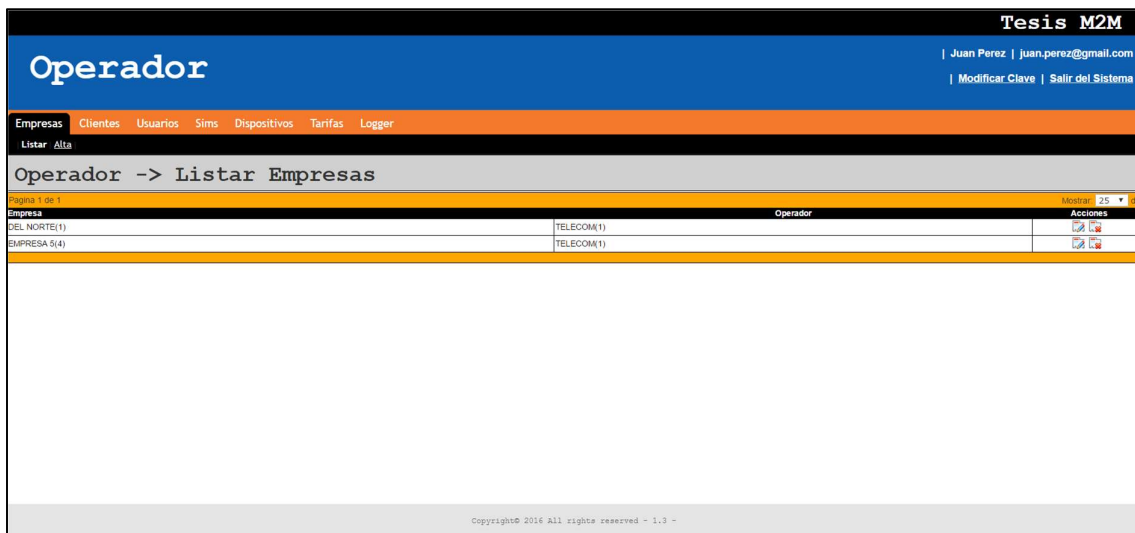 Tesis M2M
Operador
| Juan Perez | juan.perez@gmail.com
| Modificar Clave | Salir del Sistema
Empresas Clientes Usuarios Sims Dispositivos Tarifas Logger
Listar Alta
Operador -> Listar Empresas
Pagina 1 de 1 Mostrar: 25
Empresa Operador Acciones
DEL NORTE(1) TELECOM(1)
EMPRESA 5(4) TELECOM(1)
Copyright© 2016 All rights reserved - 1.3 -